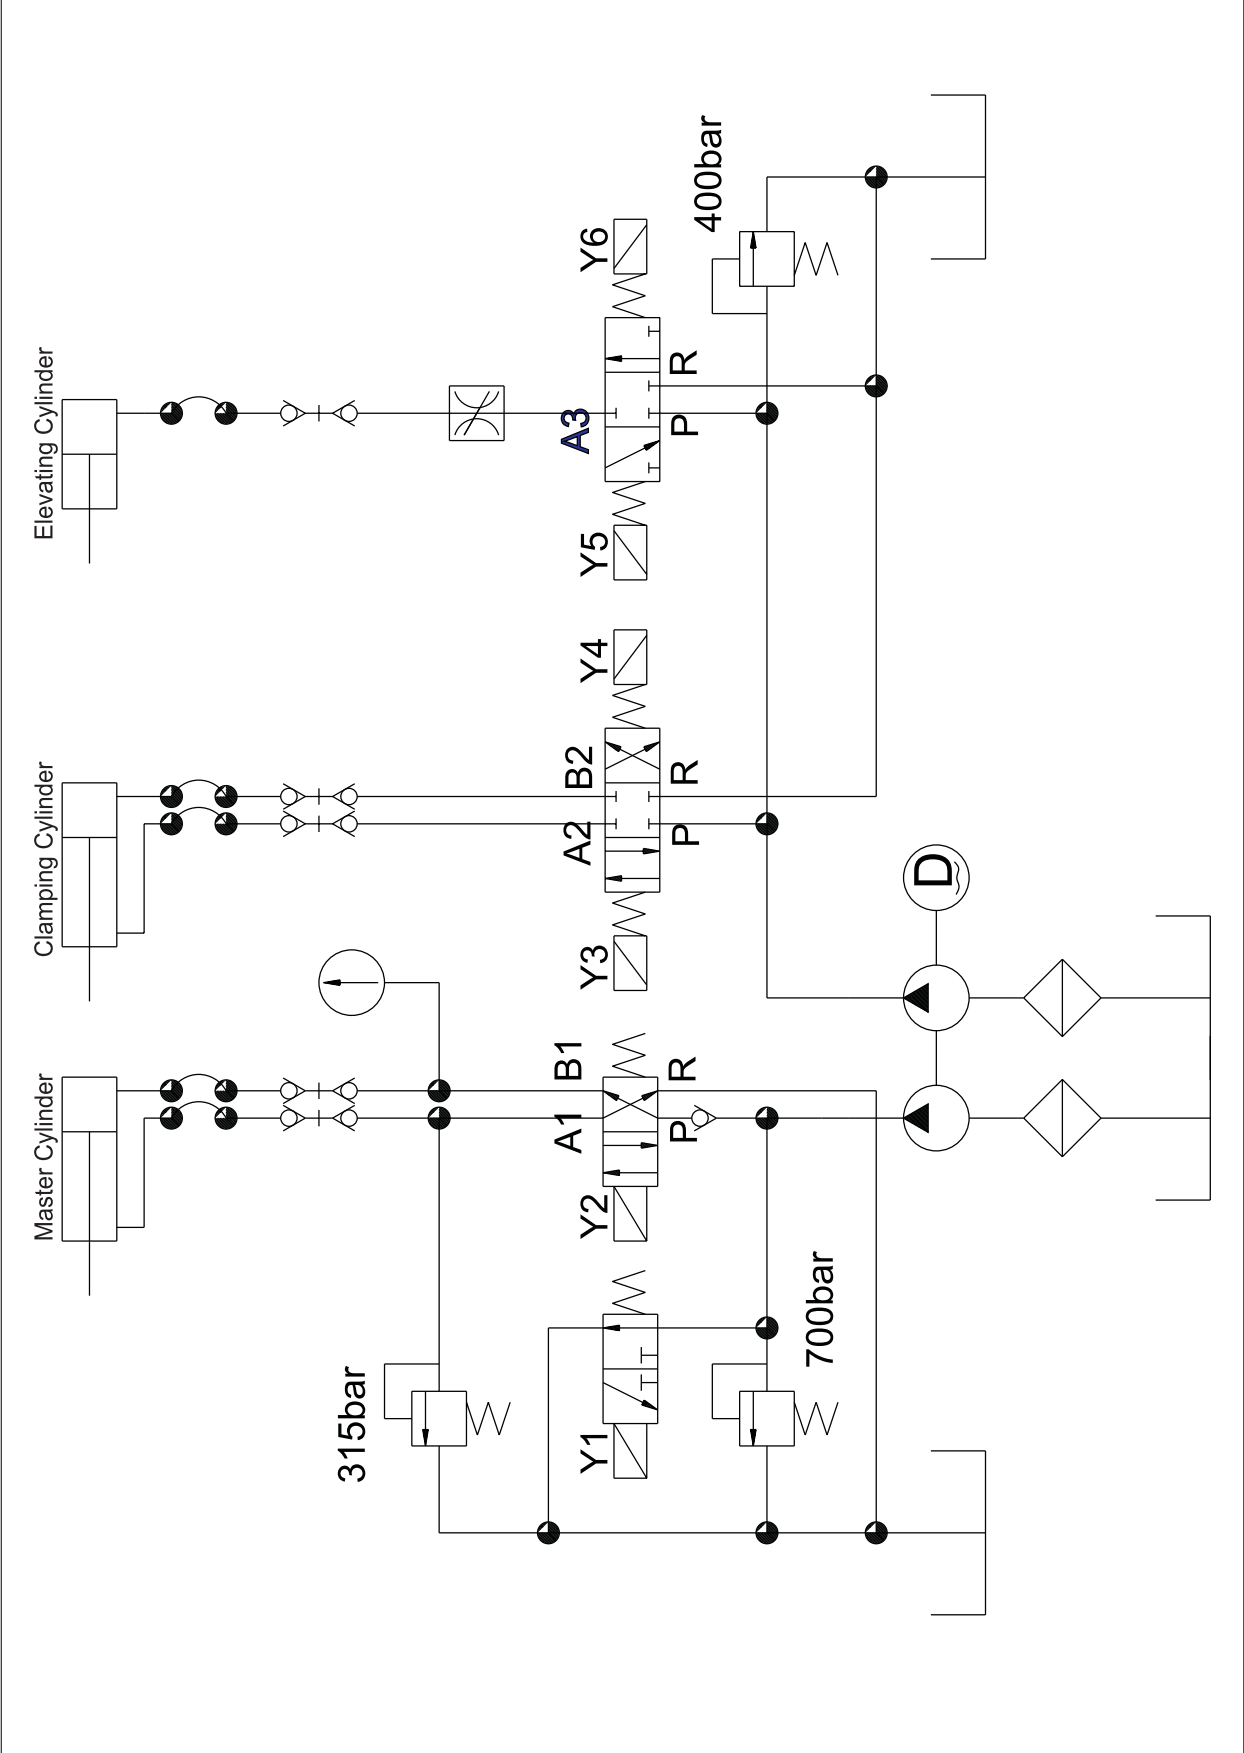 Master Cylinder
Clamping Cylinder
Elevating Cylinder
315bar
A1
B1
A2
B2
A3
Y1
Y2
Y3
Y4
Y5
Y6
P
R
P
R
P
R
400bar
700bar
D